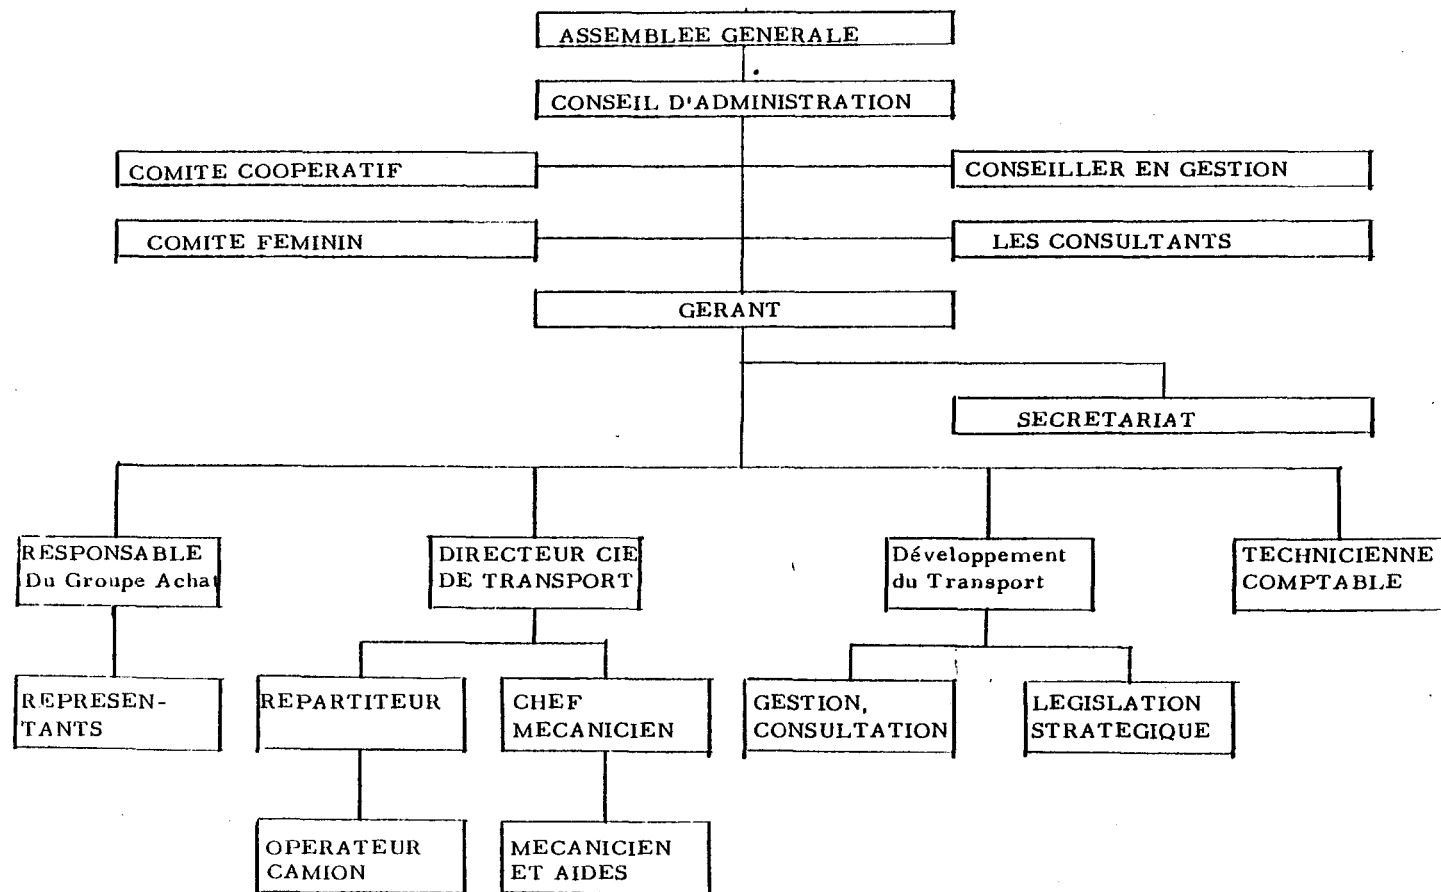 ASSEMBLEE GENERALE
CONSEIL D'ADMINISTRATION
COMITE COOPERATIF
CONSEILLER EN GESTION
COMITE FEMININ
LES CONSULTANTS
GERANT
SECRETARIAT
RESPONSABLE
Du Groupe Achat
DIRECTEUR CIE
DE TRANSPORT
Développement
du Transport
TECHNICIENNE
COMPTABLE
REPRESEN-
TANTS
REPARTITEUR
CHEF
MECANICIEN
GESTION,
CONSULTATION
LEGISLATION
STRATEGIQUE
OPERATEUR
CAMION
MECANICIEN
ET AIDES